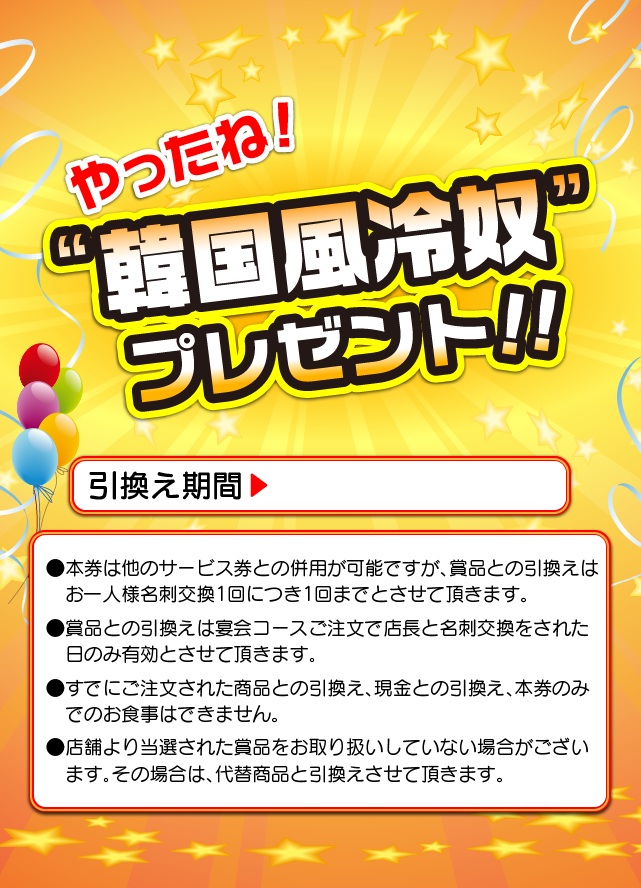 やったね!
“韓国風冷奴”
プレゼント!!
引換え期間▶
●本券は他のサービス券との併用が可能ですが、賞品との引換えは
お一人様名刺交換1回につき1回までとさせて頂きます。
●賞品との引換えは宴会コースご注文で店長と名刺交換をされた
日のみ有効とさせて頂きます。
●すでにご注文された商品との引換え、現金との引換え、本券のみ
でのお食事はできません。
●店舗より当選された賞品をお取り扱いしていない場合がござい
ます。その場合は、代替商品と引換えさせて頂きます。